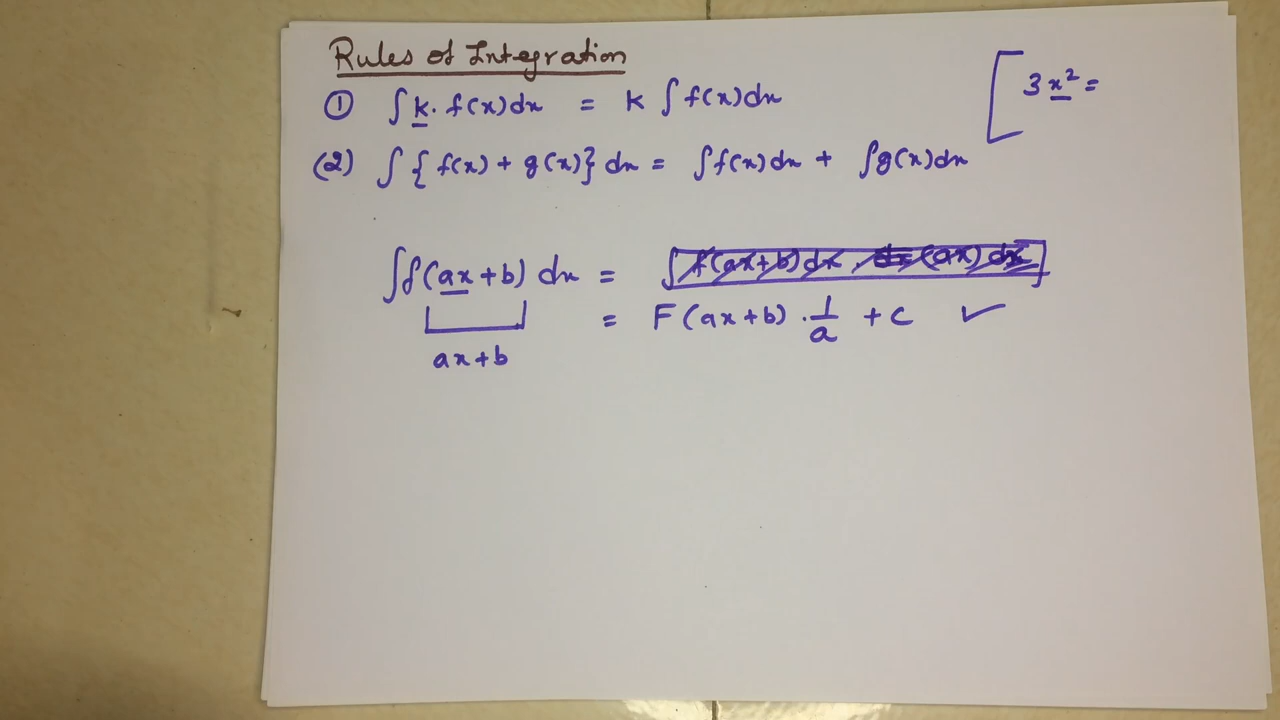 Rules of Integration
① ∫ k. f(x)dx = k ∫ f(x)dx
[ 3x² =
(2) ∫ { f(x) + g(x)} dx = ∫f(x)dx + ∫g(x)dx
∫f(ax+b) dx =
ax+b
= F(ax+b) . 1/a + c ✓